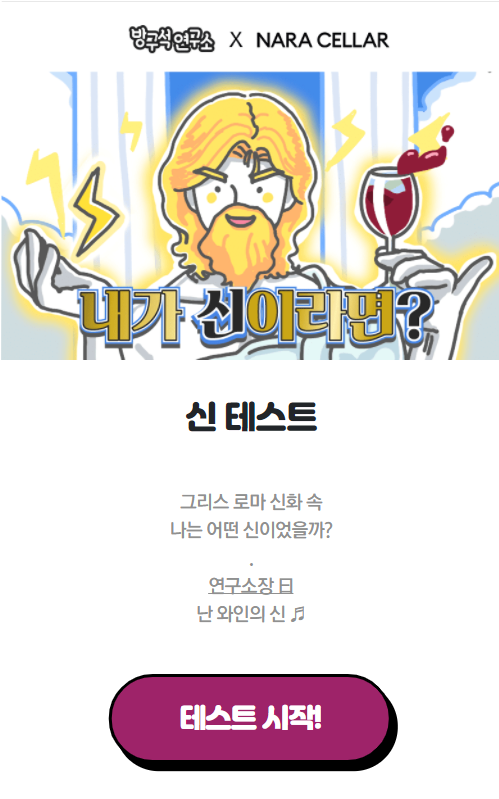 방구석연구소 X NARA CELLAR
내가 신이라면?
신 테스트
그리스 로마 신화 속
나는 어떤 신이었을까?
.
연구소장 日
난 와인의 신 ♬
테스트 시작!